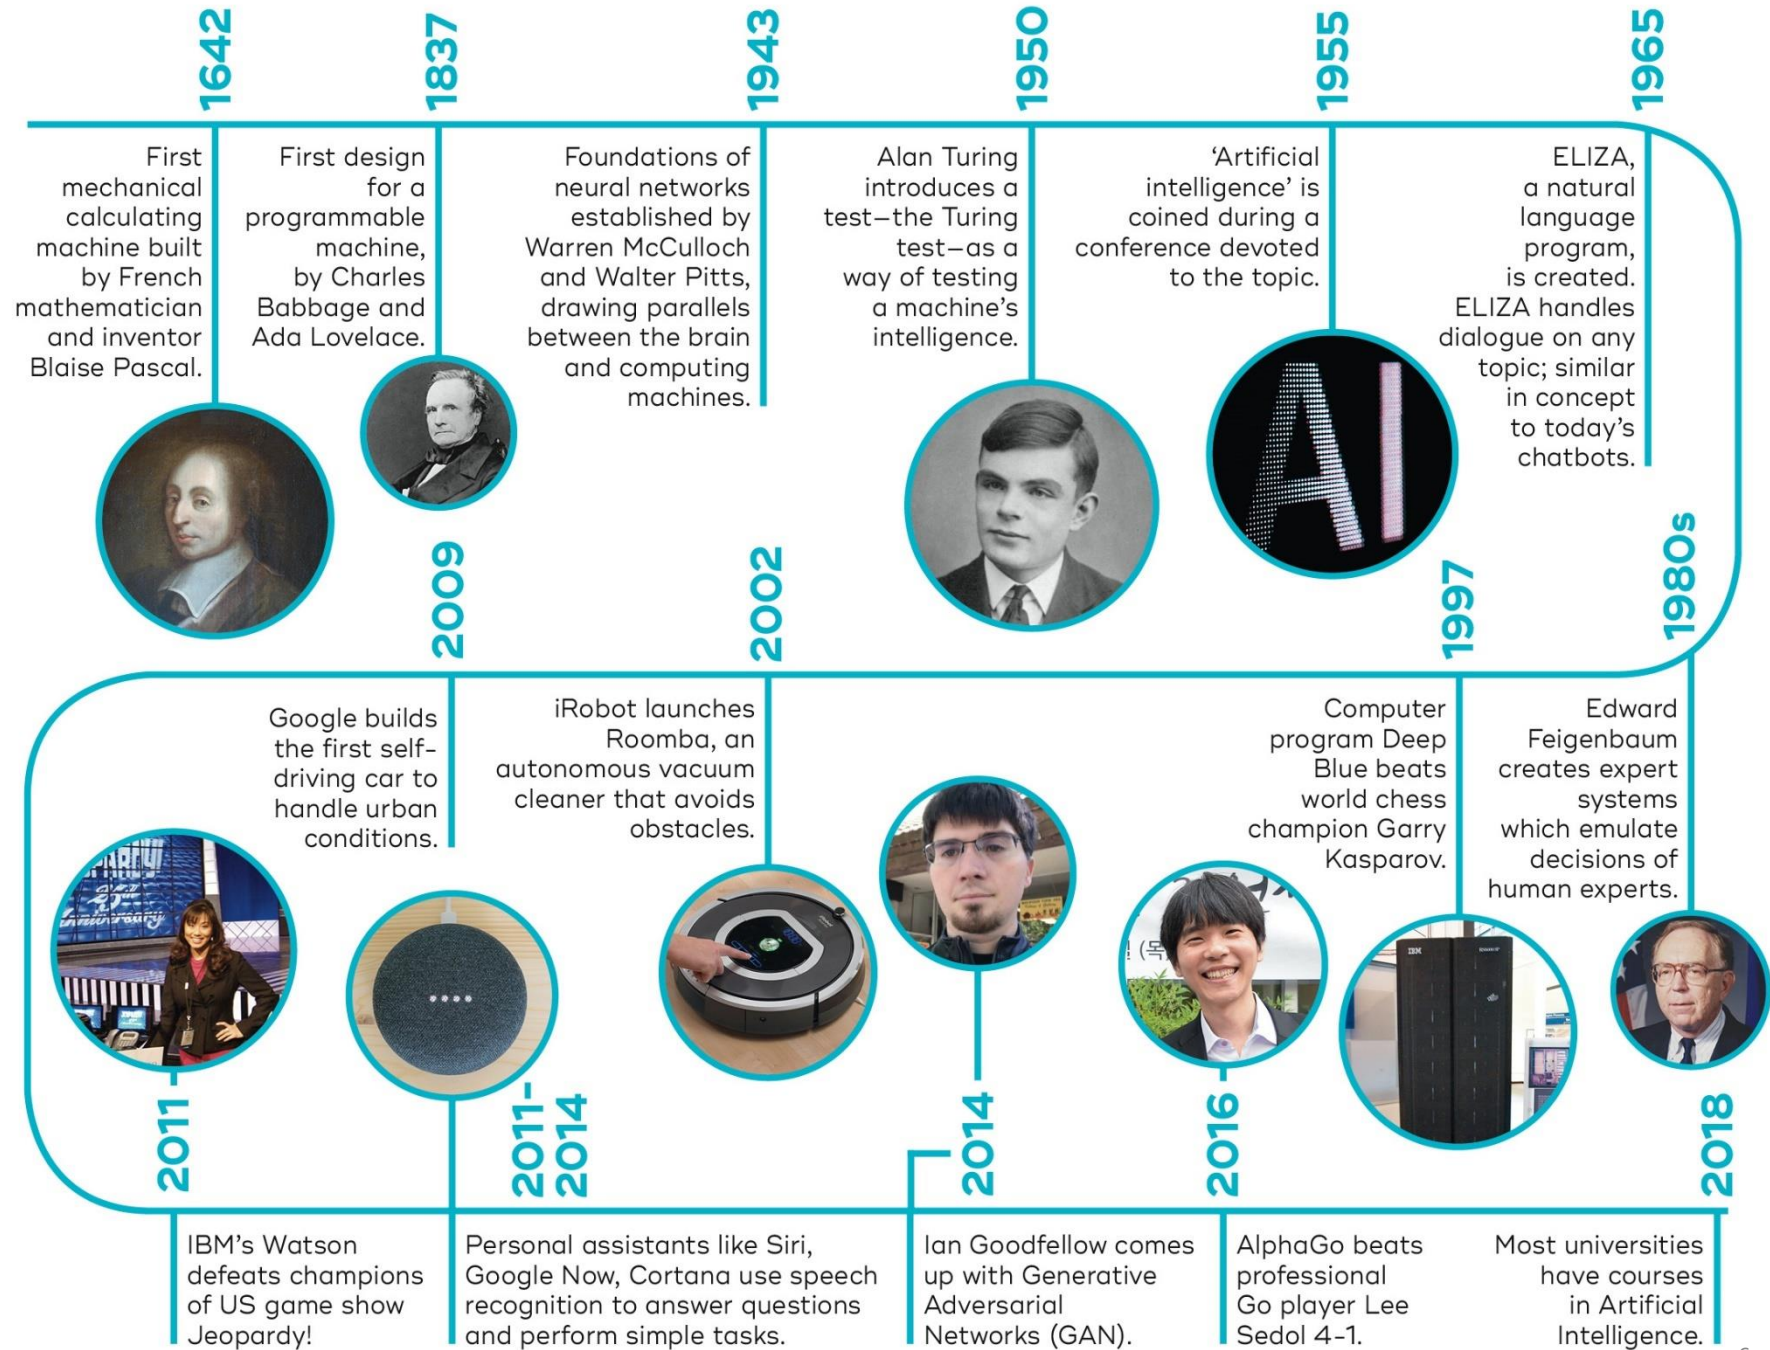 1642
First
mechanical
calculating
machine built
by French
mathematician
and inventor
Blaise Pascal.
1837
First design
for a
programmable
machine,
by Charles
Babbage and
Ada Lovelace.
1943
Foundations of
neural networks
established by
Warren McCulloch
and Walter Pitts,
drawing parallels
between the brain
and computing
machines.
1950
Alan Turing
introduces a
test—the Turing
test—as a
way of testing
a machine's
intelligence.
1955
'Artificial
intelligence' is
coined during a
conference devoted
to the topic.
AI
1965
ELIZA,
a natural
language
program,
is created.
ELIZA handles
dialogue on any
topic; similar
in concept
to today's
chatbots.
1980s
Edward
Feigenbaum
creates expert
systems
which emulate
decisions of
human experts.
1997
Computer
program Deep
Blue beats
world chess
champion Garry
Kasparov.
IBM
2002
iRobot launches
Roomba, an
autonomous vacuum
cleaner that avoids
obstacles.
2009
Google builds
the first self-
driving car to
handle urban
conditions.
2011
IBM's Watson
defeats champions
of US game show
Jeopardy!
2011-
2014
Personal assistants like Siri,
Google Now, Cortana use speech
recognition to answer questions
and perform simple tasks.
2014
Ian Goodfellow comes
up with Generative
Adversarial
Networks (GAN).
2016
AlphaGo beats
professional
Go player Lee
Sedol 4-1.
2018
Most universities
have courses
in Artificial
Intelligence.